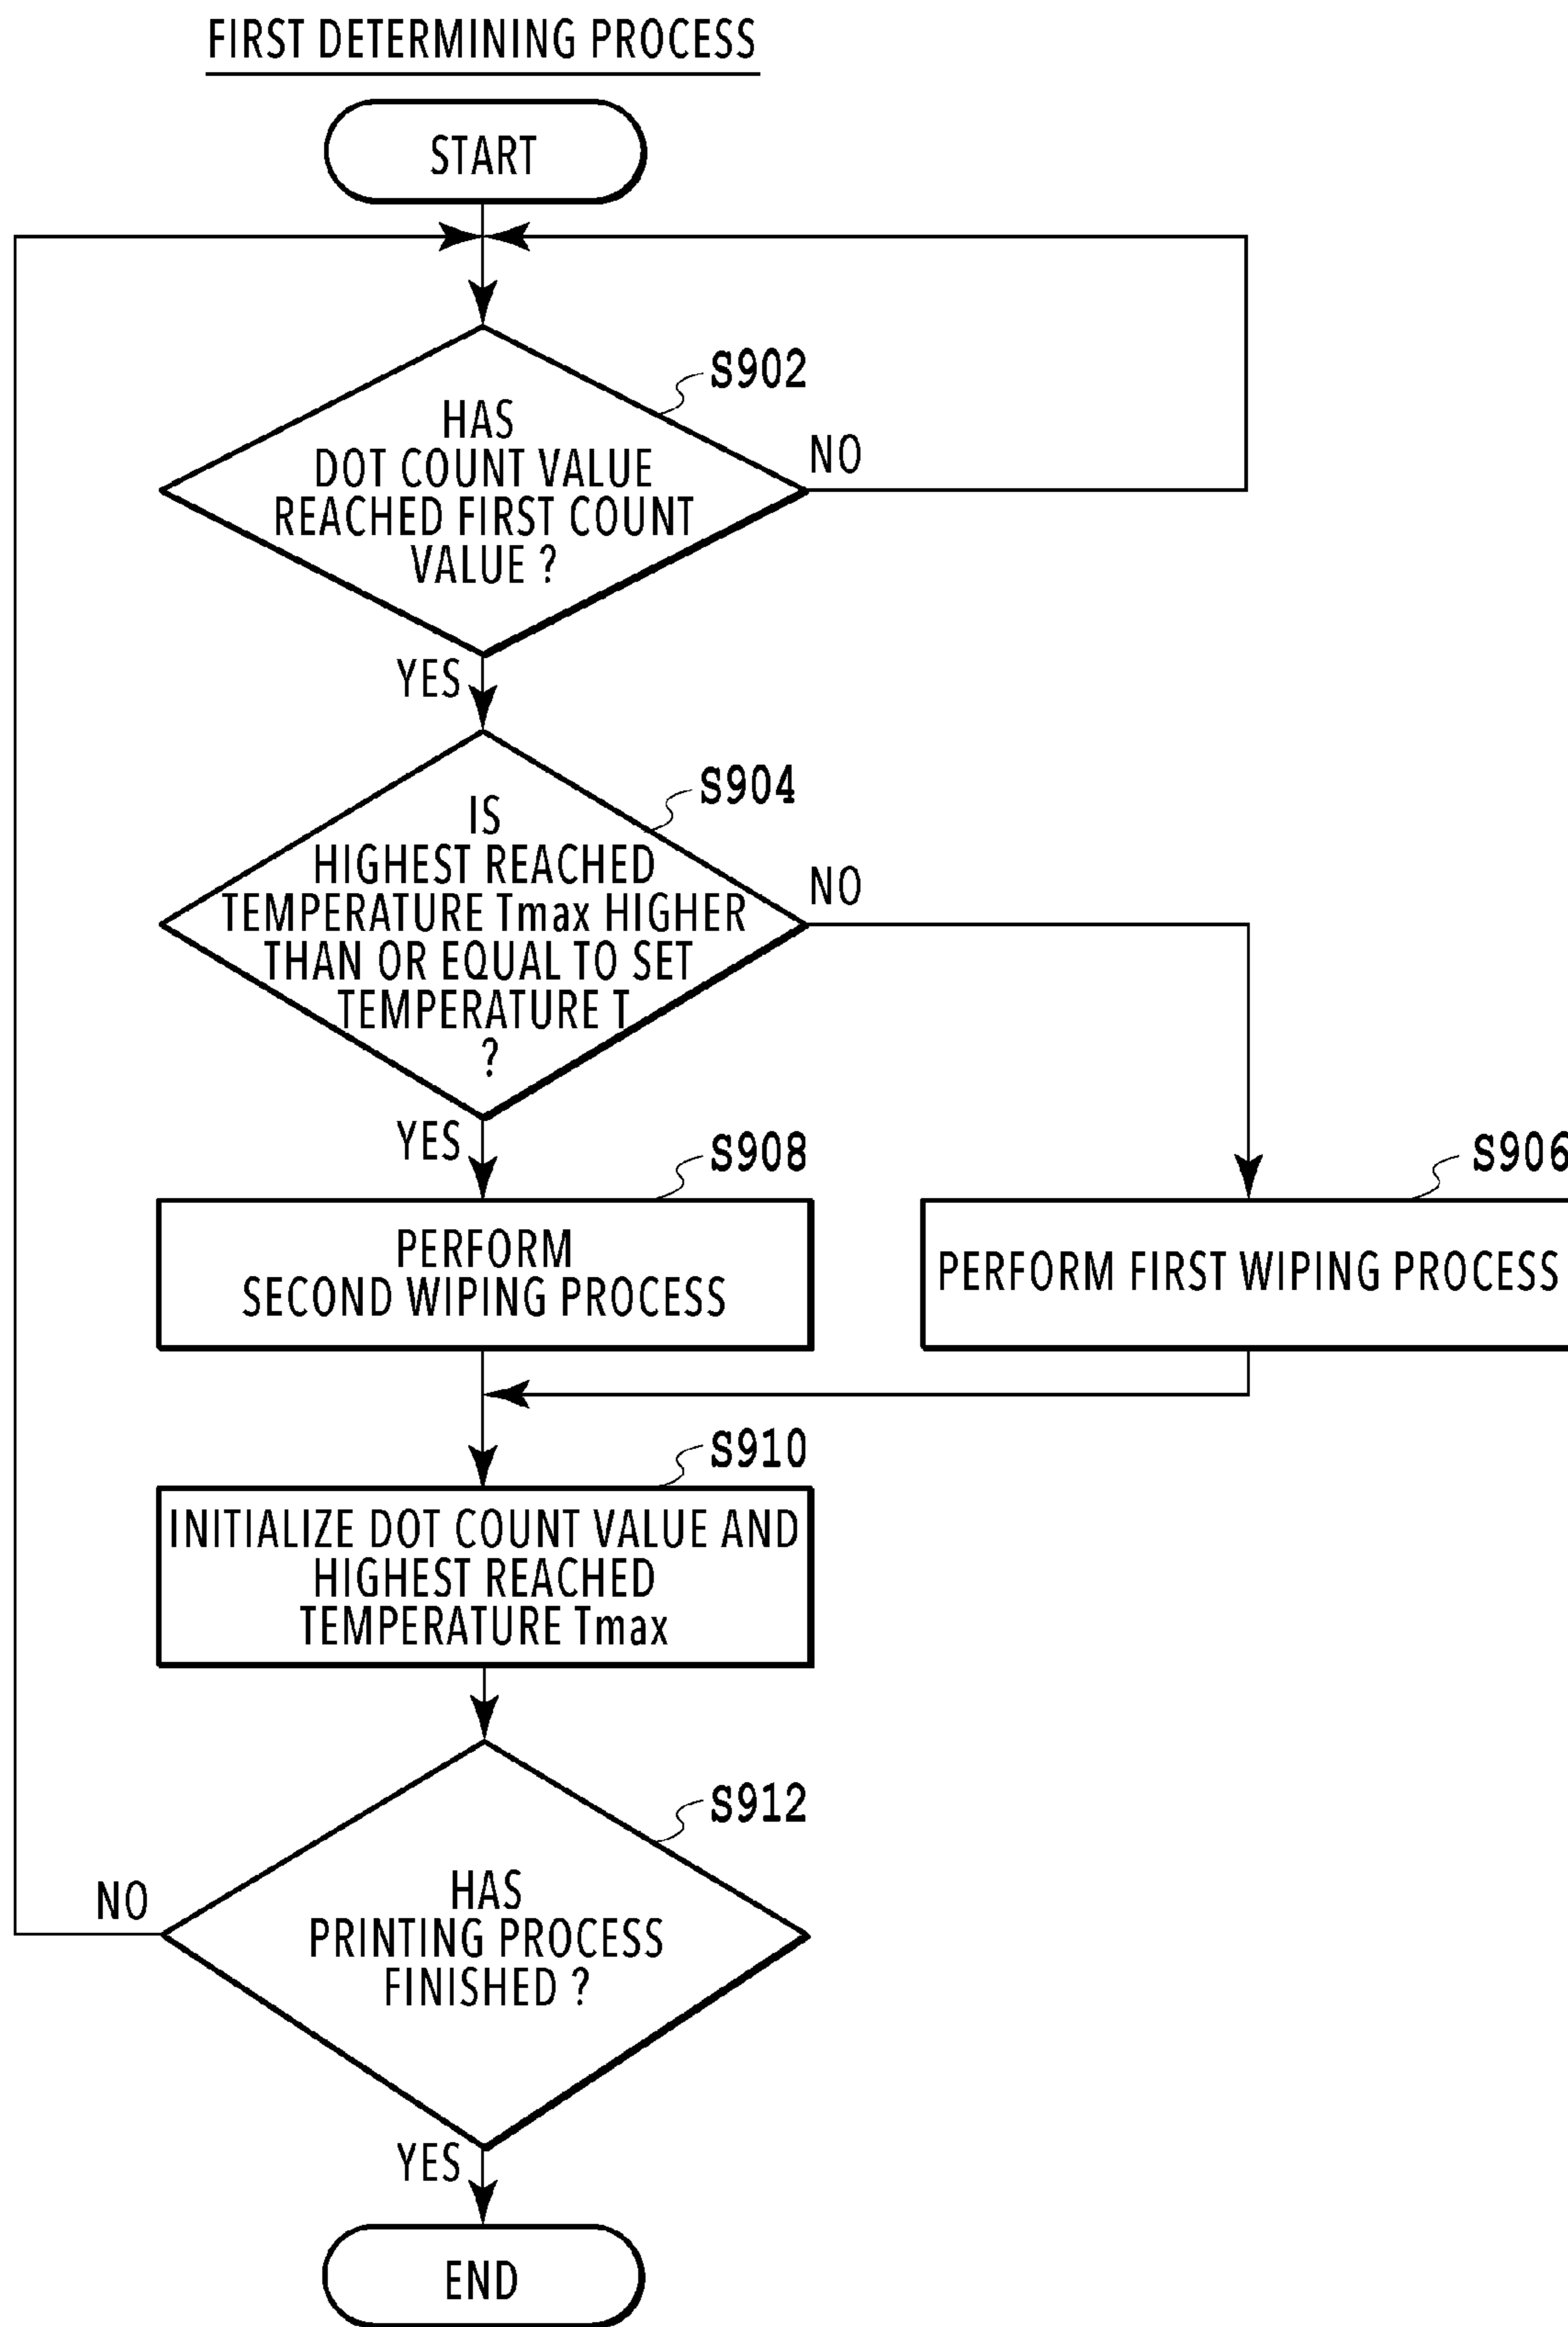 FIRST DETERMINING PROCESS
START
S902
HAS
DOT COUNT VALUE
REACHED FIRST COUNT
VALUE ?
NO
YES
S904
IS
HIGHEST REACHED
TEMPERATURE Tmax HIGHER
THAN OR EQUAL TO SET
TEMPERATURE T
?
NO
YES
S908
PERFORM
SECOND WIPING PROCESS
S906
PERFORM FIRST WIPING PROCESS
S910
INITIALIZE DOT COUNT VALUE AND
HIGHEST REACHED
TEMPERATURE Tmax
S912
HAS
PRINTING PROCESS
FINISHED ?
NO
YES
END